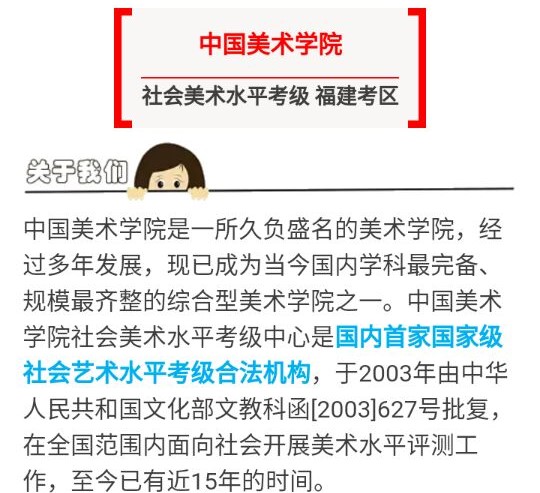 中国美术学院
社会美术水平考级 福建考区
关于我们
中国美术学院是一所久负盛名的美术学院，经
过多年发展，现已成为当今国内学科最完备、
规模最齐整的综合型美术学院之一。中国美术
学院社会美术水平考级中心是国内首家国家级
社会艺术水平考级合法机构，于2003年由中华
人民共和国文化部文教科函[2003]627号批复，
在全国范围内面向社会开展美术水平评测工
作，至今已有近15年的时间。